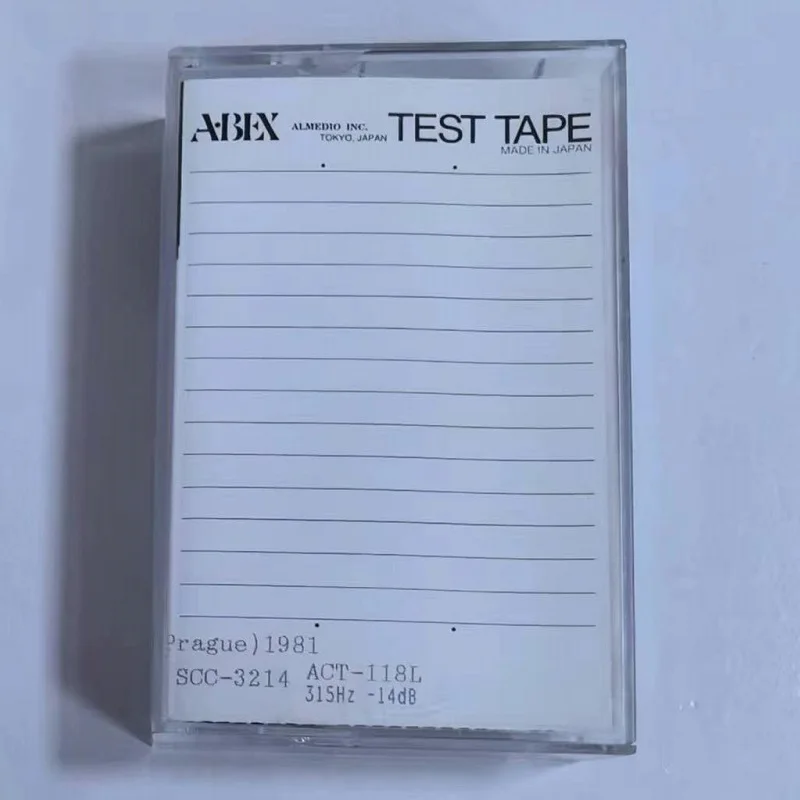 A·BEX ALMEDIO INC. TEST TAPE
TOKYO, JAPAN
MADE IN JAPAN
Prague)1981
SCC-3214 ACT-118L
315Hz -14dB